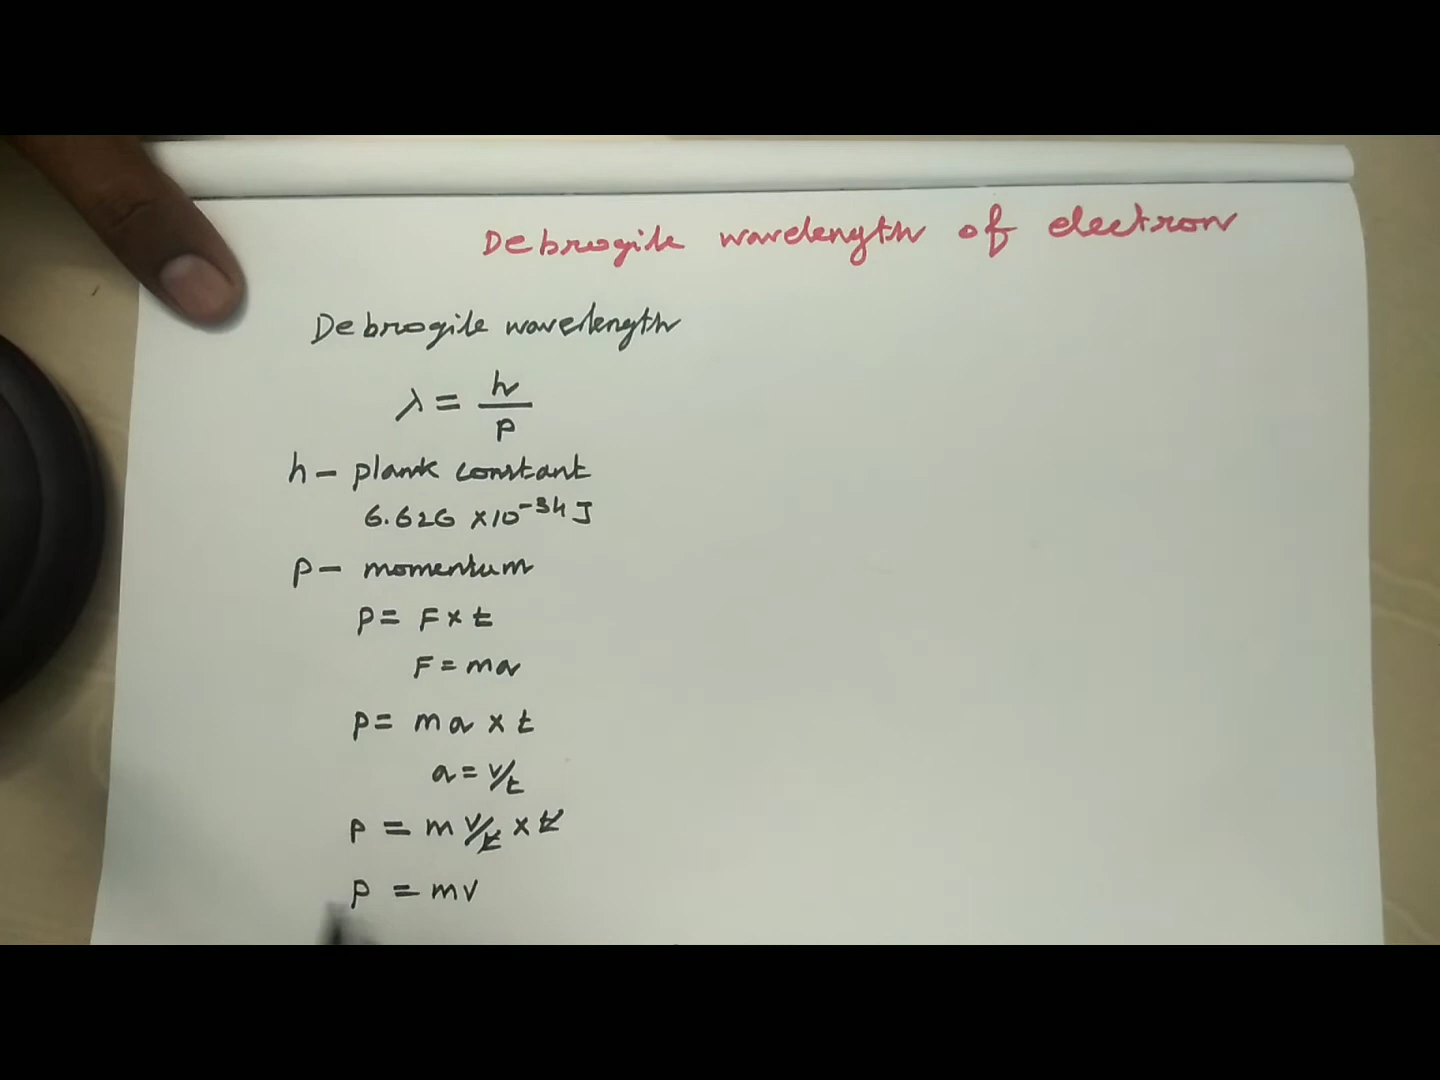 Debrogile wavelength of electron
Debrogile wavelength
λ = h/p
h - plank constant
6.626 ×10⁻³⁴ J
p - momentum
p = F × t
F = ma
p = ma × t
a = v/t
p = m v/t × t
p = mv